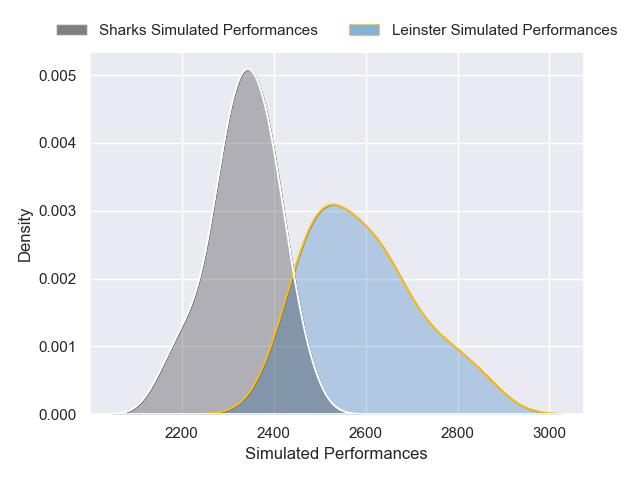 Sharks Simulated Performances Leinster Simulated Performances
0.005
0.004
0.003
0.002
0.001
0.000
Density
2200 2400 2600 2800 3000
Simulated Performances